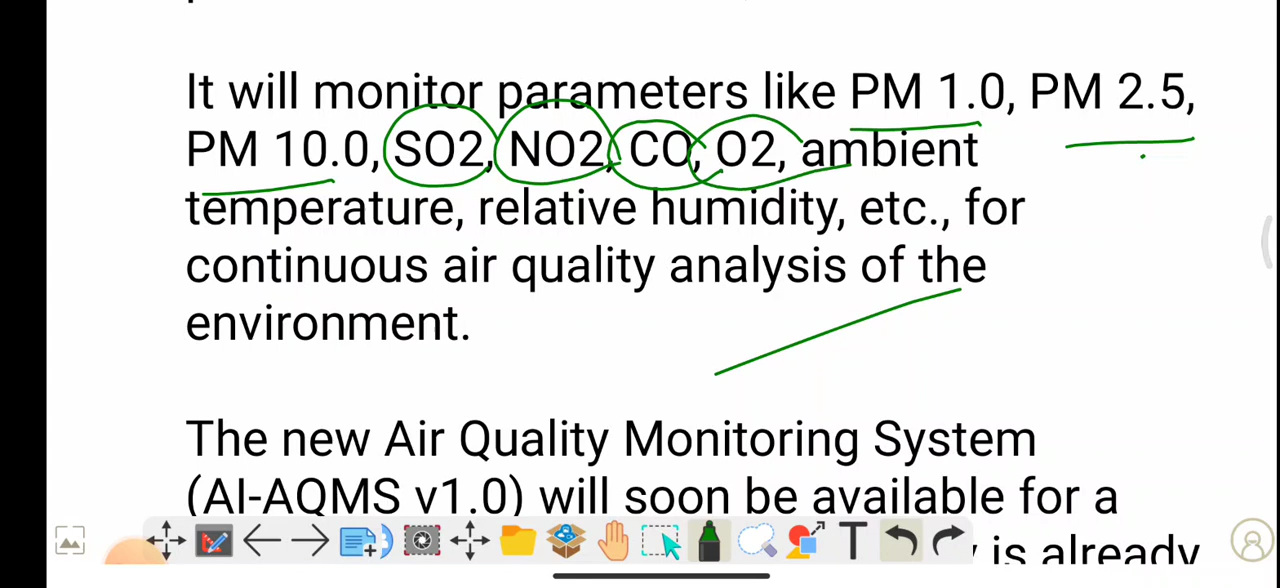 It will monitor parameters like PM 1.0, PM 2.5,
PM 10.0, SO2, NO2, CO, O2, ambient
temperature, relative humidity, etc., for
continuous air quality analysis of the
environment.
The new Air Quality Monitoring System
(AI-AQMS v1.0) will soon be available for a
is already
T